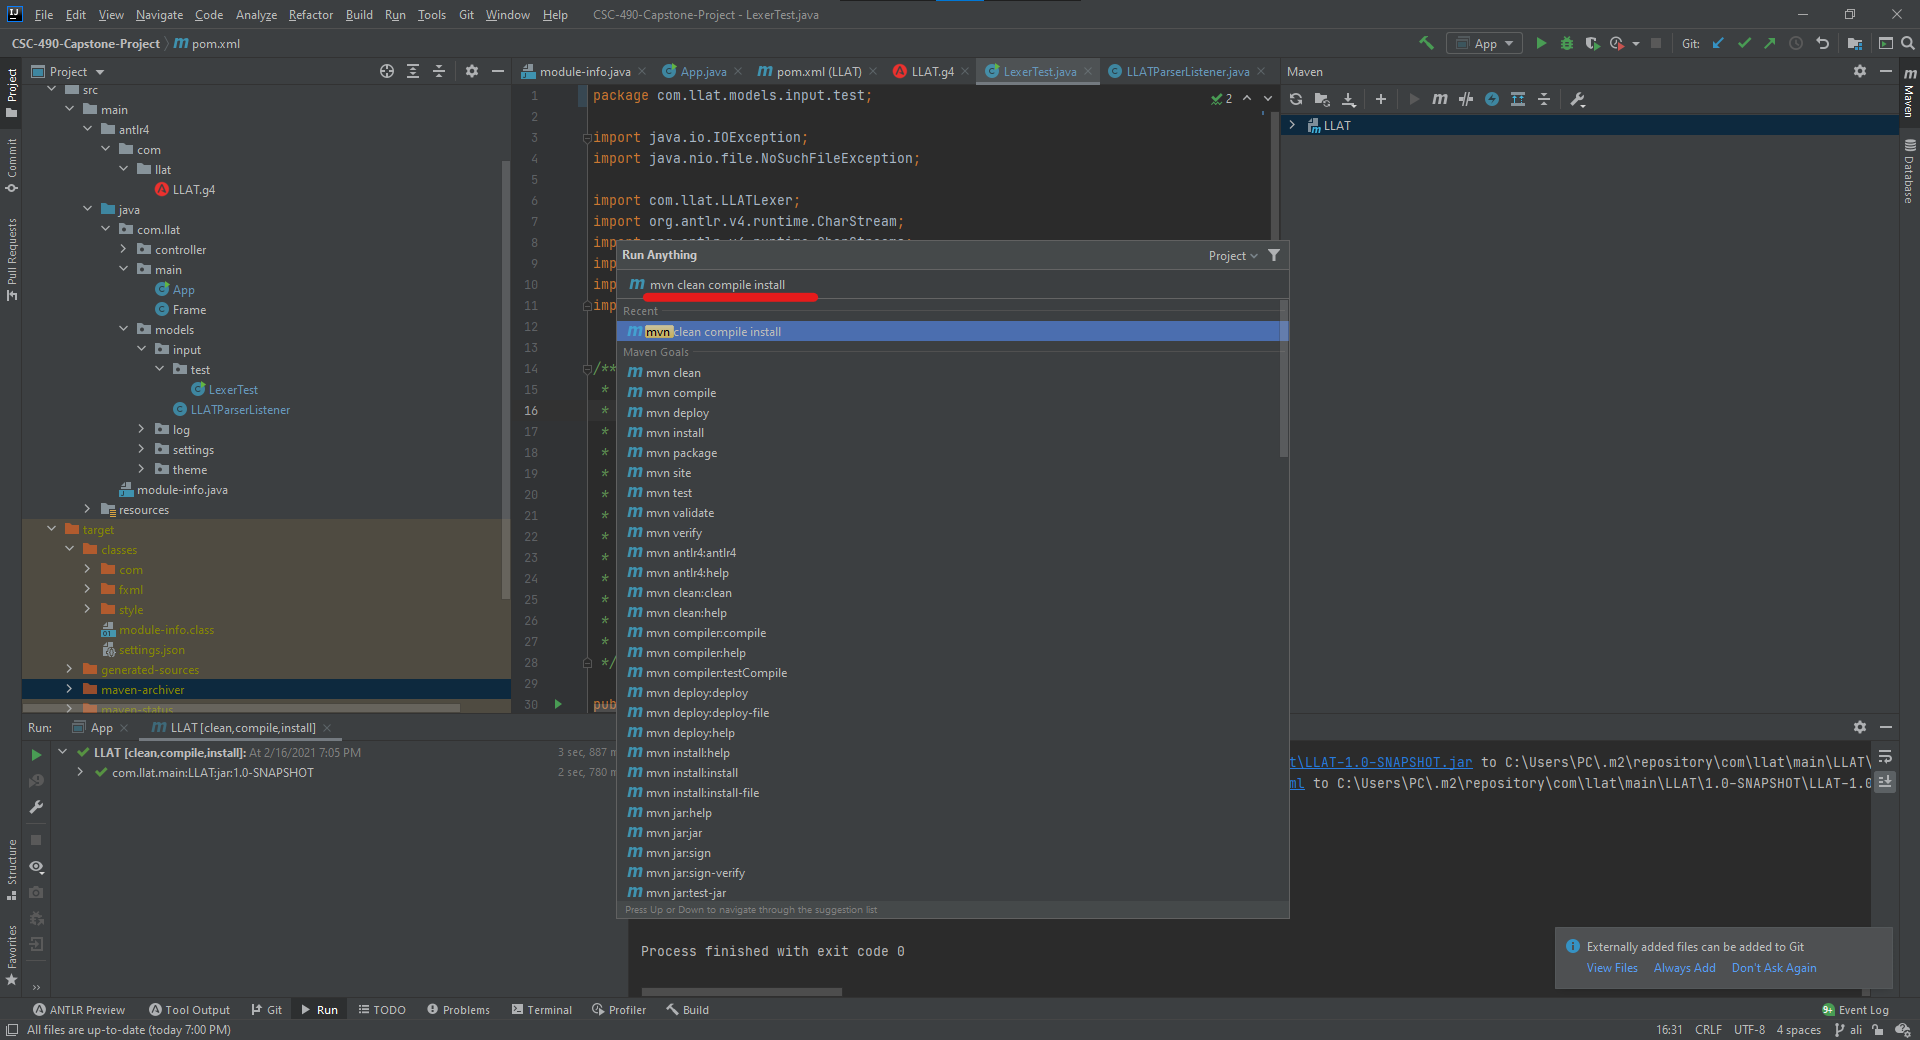 File Edit View Navigate Code Analyze Refactor Build Run Tools Git Window Help CSC-490-Capstone-Project - LexerTest.java
CSC-490-Capstone-Project pom.xml
App Git:
Project
module-info.java App.java pom.xml (LLAT) LLAT.g4 LexerTest.java LLATParserListener.java
Maven
LLAT
Project
Commit
Pull Requests
Structure
Favorites
Maven
Database
src
main
antlr4
com
llat
LLAT.g4
java
com.llat
controller
main
App
Frame
models
input
test
LexerTest
LLATParserListener
log
settings
theme
module-info.java
resources
target
classes
com
fxml
style
module-info.class
settings.json
generated-sources
maven-archiver
maven-status
2
1 package com.llat.models.input.test;
2
3 import java.io.IOException;
4 import java.nio.file.NoSuchFileException;
5
6 import com.llat.LLATLexer;
7 import org.antlr.v4.runtime.CharStream;
8 import org.antlr.v4.runtime.CharStreams;
9 imp
10 imp
11 imp
12
13
14 /**
15 *
16 *
17 *
18 *
19 *
20 *
21 *
22 *
23 *
24 *
25 *
26 *
27 *
28 */
29
30 pub
Run Anything
Project
mvn clean compile install
Recent
mvn clean compile install
Maven Goals
mvn clean
mvn compile
mvn deploy
mvn install
mvn package
mvn site
mvn test
mvn validate
mvn verify
mvn antlr4:antlr4
mvn antlr4:help
mvn clean:clean
mvn clean:help
mvn compiler:compile
mvn compiler:help
mvn compiler:testCompile
mvn deploy:deploy
mvn deploy:deploy-file
mvn deploy:help
mvn install:help
mvn install:install
mvn install:install-file
mvn jar:help
mvn jar:jar
mvn jar:sign
mvn jar:sign-verify
mvn jar:test-jar
Press Up or Down to navigate through the suggestion list
Run: App LLAT [clean,compile,install]
LLAT [clean,compile,install]: At 2/16/2021 7:05 PM 3 sec, 887 m
com.llat.main:LLAT:jar:1.0-SNAPSHOT 2 sec, 780 m
t\LLAT-1.0-SNAPSHOT.jar to C:\Users\PC\.m2\repository\com\llat\main\LLAT\
ml to C:\Users\PC\.m2\repository\com\llat\main\LLAT\1.0-SNAPSHOT\LLAT-1.0
Process finished with exit code 0
Externally added files can be added to Git
View Files Always Add Don't Ask Again
ANTLR Preview Tool Output Git Run TODO Problems Terminal Profiler Build Event Log
All files are up-to-date (today 7:00 PM) 16:31 CRLF UTF-8 4 spaces ali